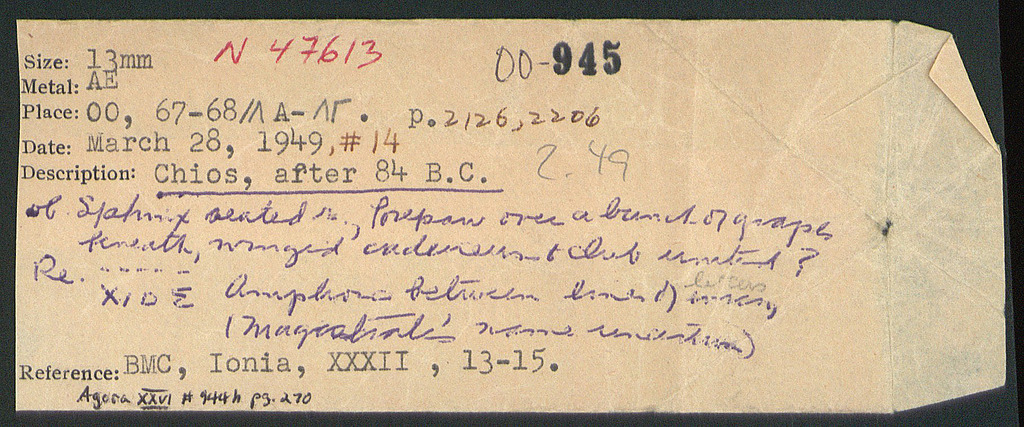 N 47613
00-945
Size: 13mm
Metal: AE
Place: OO, 67-68/ΛΑ-ΛΓ. p.2126,2206
Date: March 28, 1949, #14
2.49
Description: Chios, after 84 B.C.
ob. Sphinx seated r., forepaw over a bunch of grapes
beneath, winged caduceus & club united?
Re. ΧΙΟΣ Amphora between lines of inscr,
letters
(Magistrate's name uncertain)
Reference: BMC, Ionia, XXXII, 13-15.
Agora XXVI # 944h pg. 270